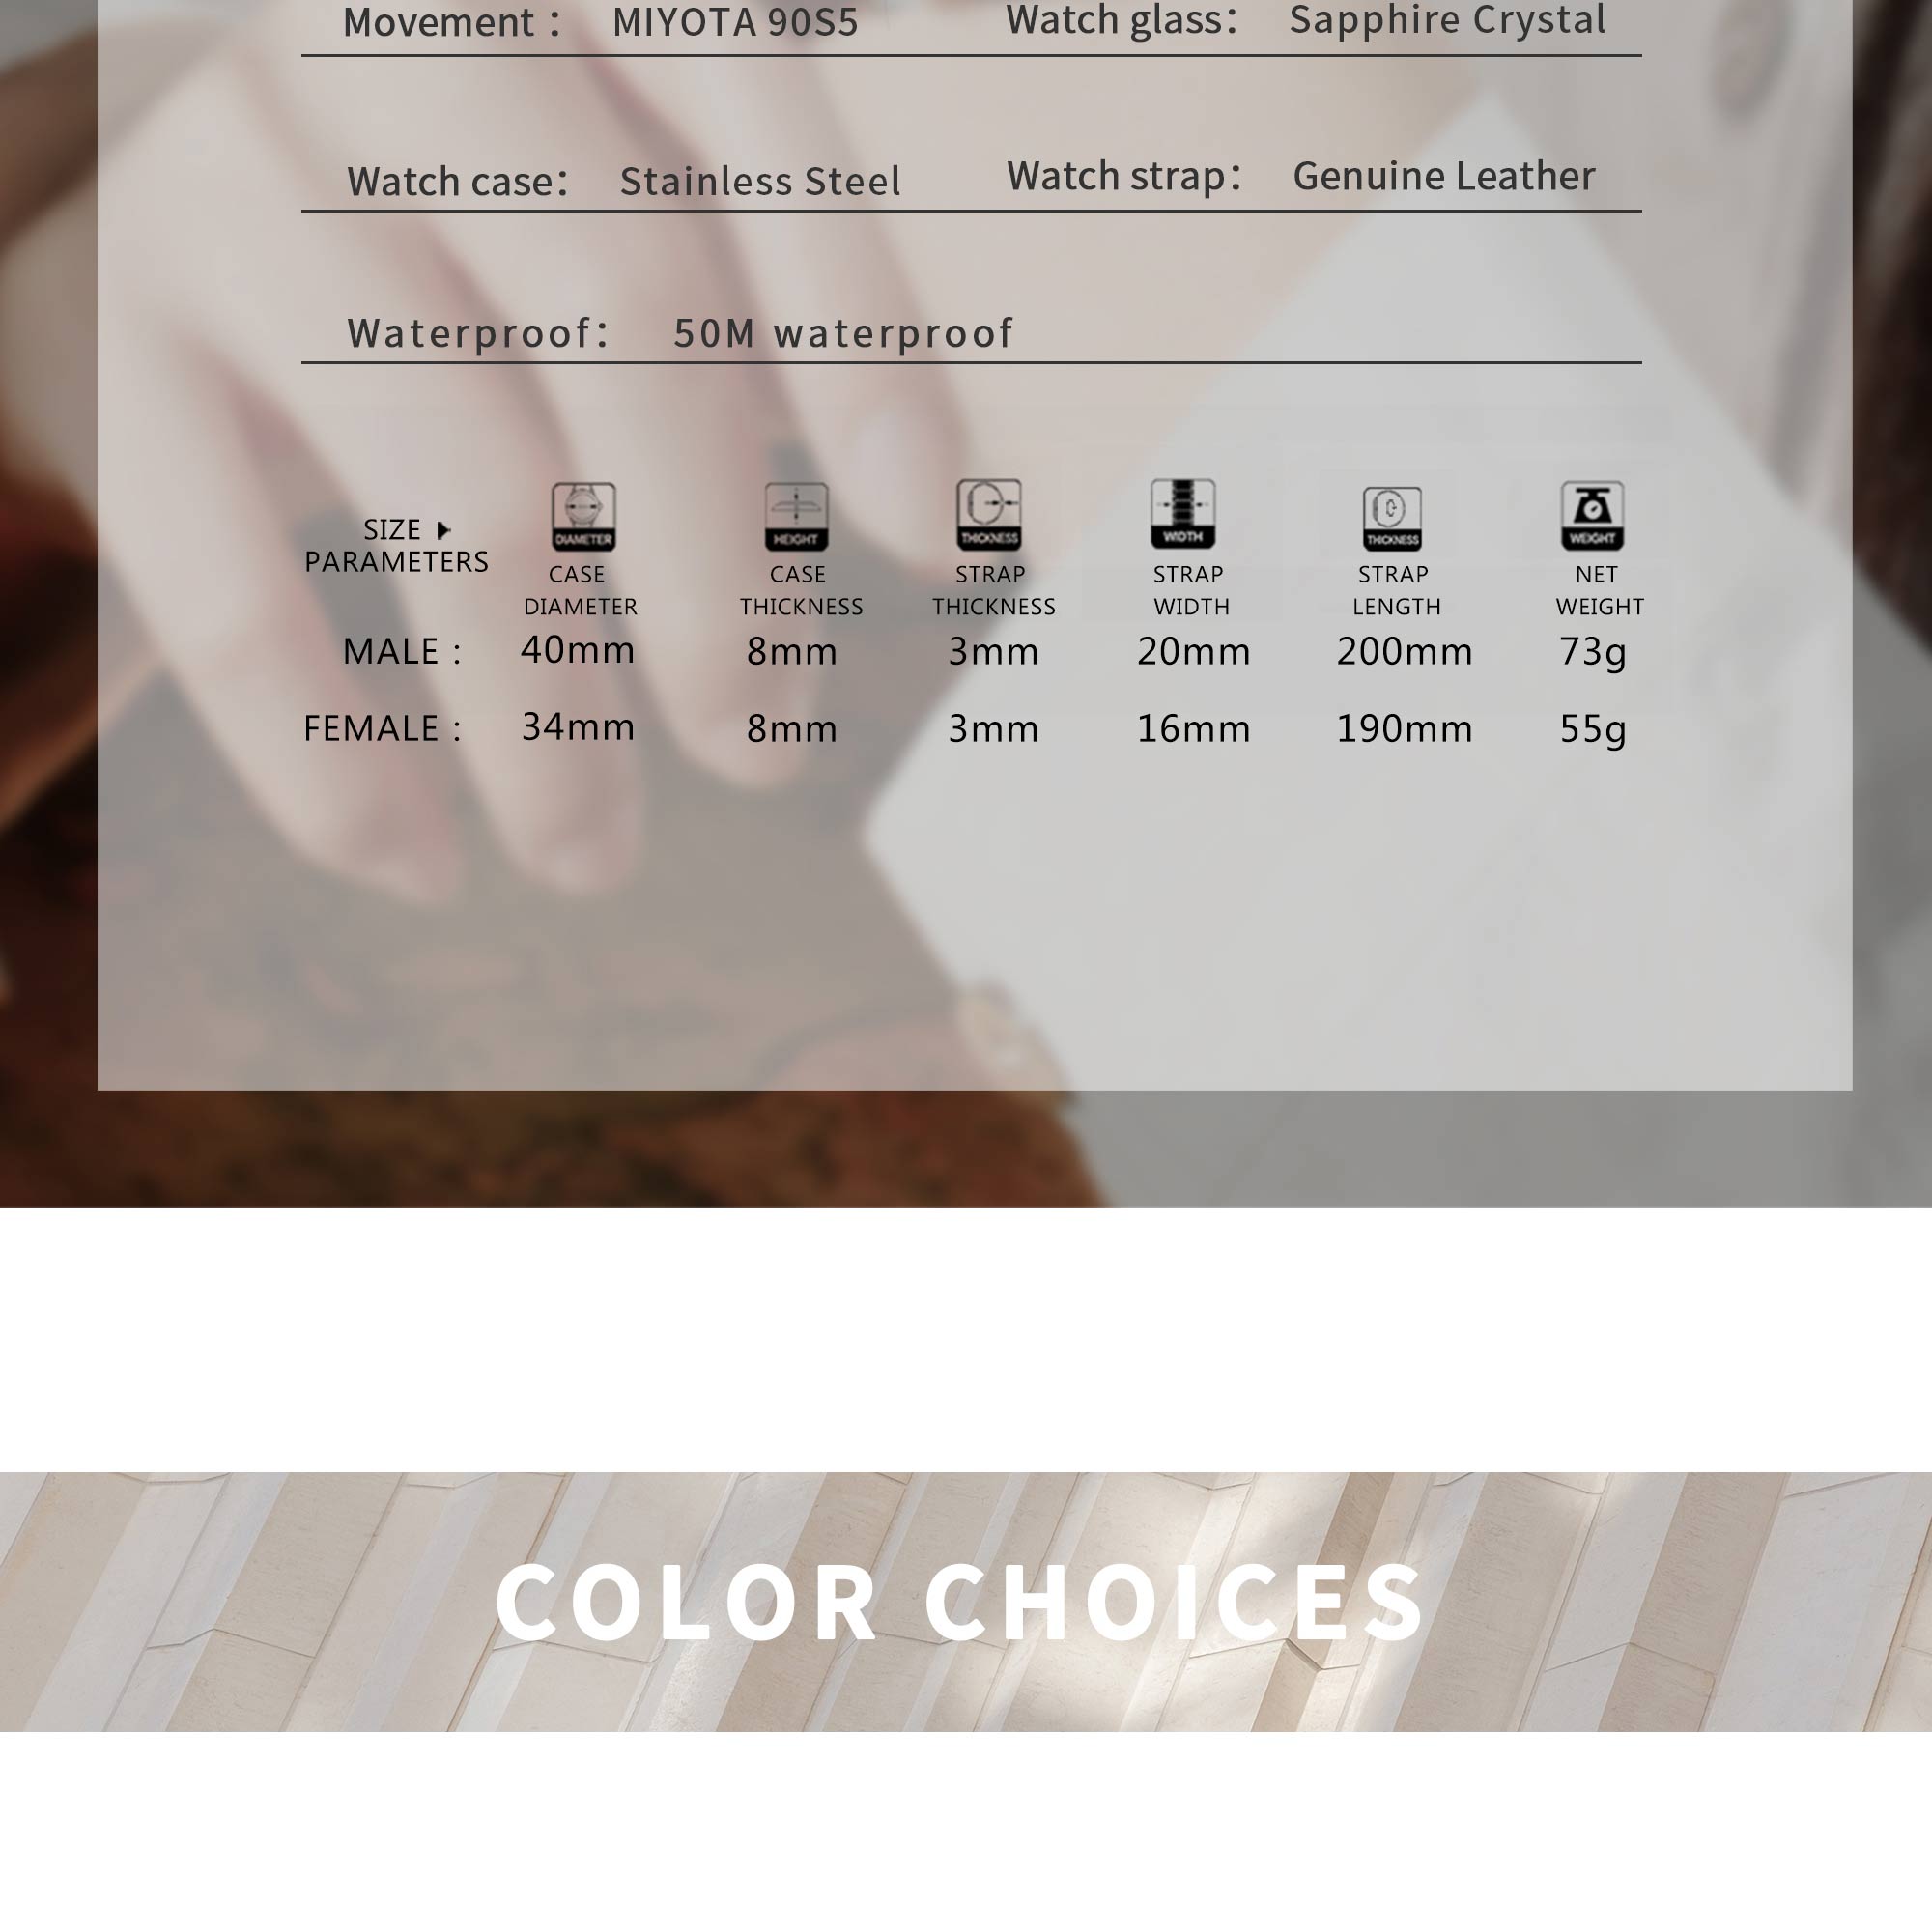 Movement : MIYOTA 90S5 Watch glass: Sapphire Crystal
Watch case: Stainless Steel Watch strap: Genuine Leather
Waterproof: 50M waterproof
SIZE
PARAMETERS
DIAMETER HEIGHT THICKNESS WIDTH THICKNESS WEIGHT
CASE CASE STRAP STRAP STRAP NET
DIAMETER THICKNESS THICKNESS WIDTH LENGTH WEIGHT
MALE : 40mm 8mm 3mm 20mm 200mm 73g
FEMALE : 34mm 8mm 3mm 16mm 190mm 55g
COLOR CHOICES